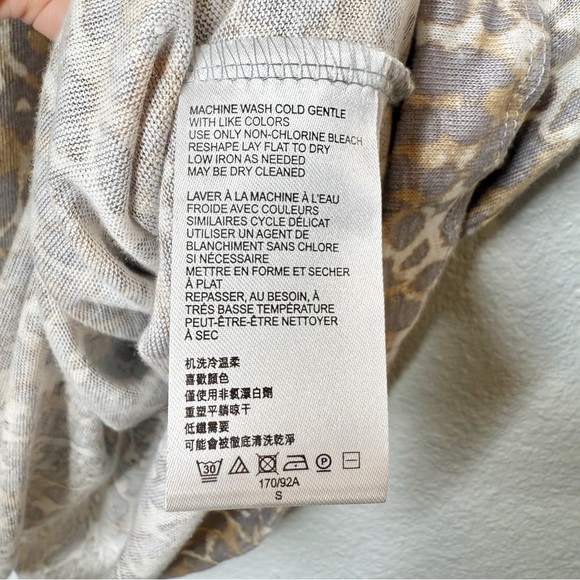 MACHINE WASH COLD GENTLE
WITH LIKE COLORS
USE ONLY NON-CHLORINE BLEACH
RESHAPE LAY FLAT TO DRY
LOW IRON AS NEEDED
MAY BE DRY CLEANED
LAVER À LA MACHINE À L'EAU
FROIDE AVEC COULEURS
SIMILAIRES CYCLE DÉLICAT
UTILISER UN AGENT DE
BLANCHIMENT SANS CHLORE
SI NÉCESSAIRE
METTRE EN FORME ET SECHER
À PLAT
REPASSER, AU BESOIN, À
TRÈS BASSE TEMPÉRATURE
PEUT-ÊTRE-ÊTRE NETTOYER
À SEC
机洗冷温柔
喜歡顏色
僅使用非氯漂白劑
重塑平躺晾干
低鐵需要
可能會被徹底清洗乾淨
30 P
170/92A
S